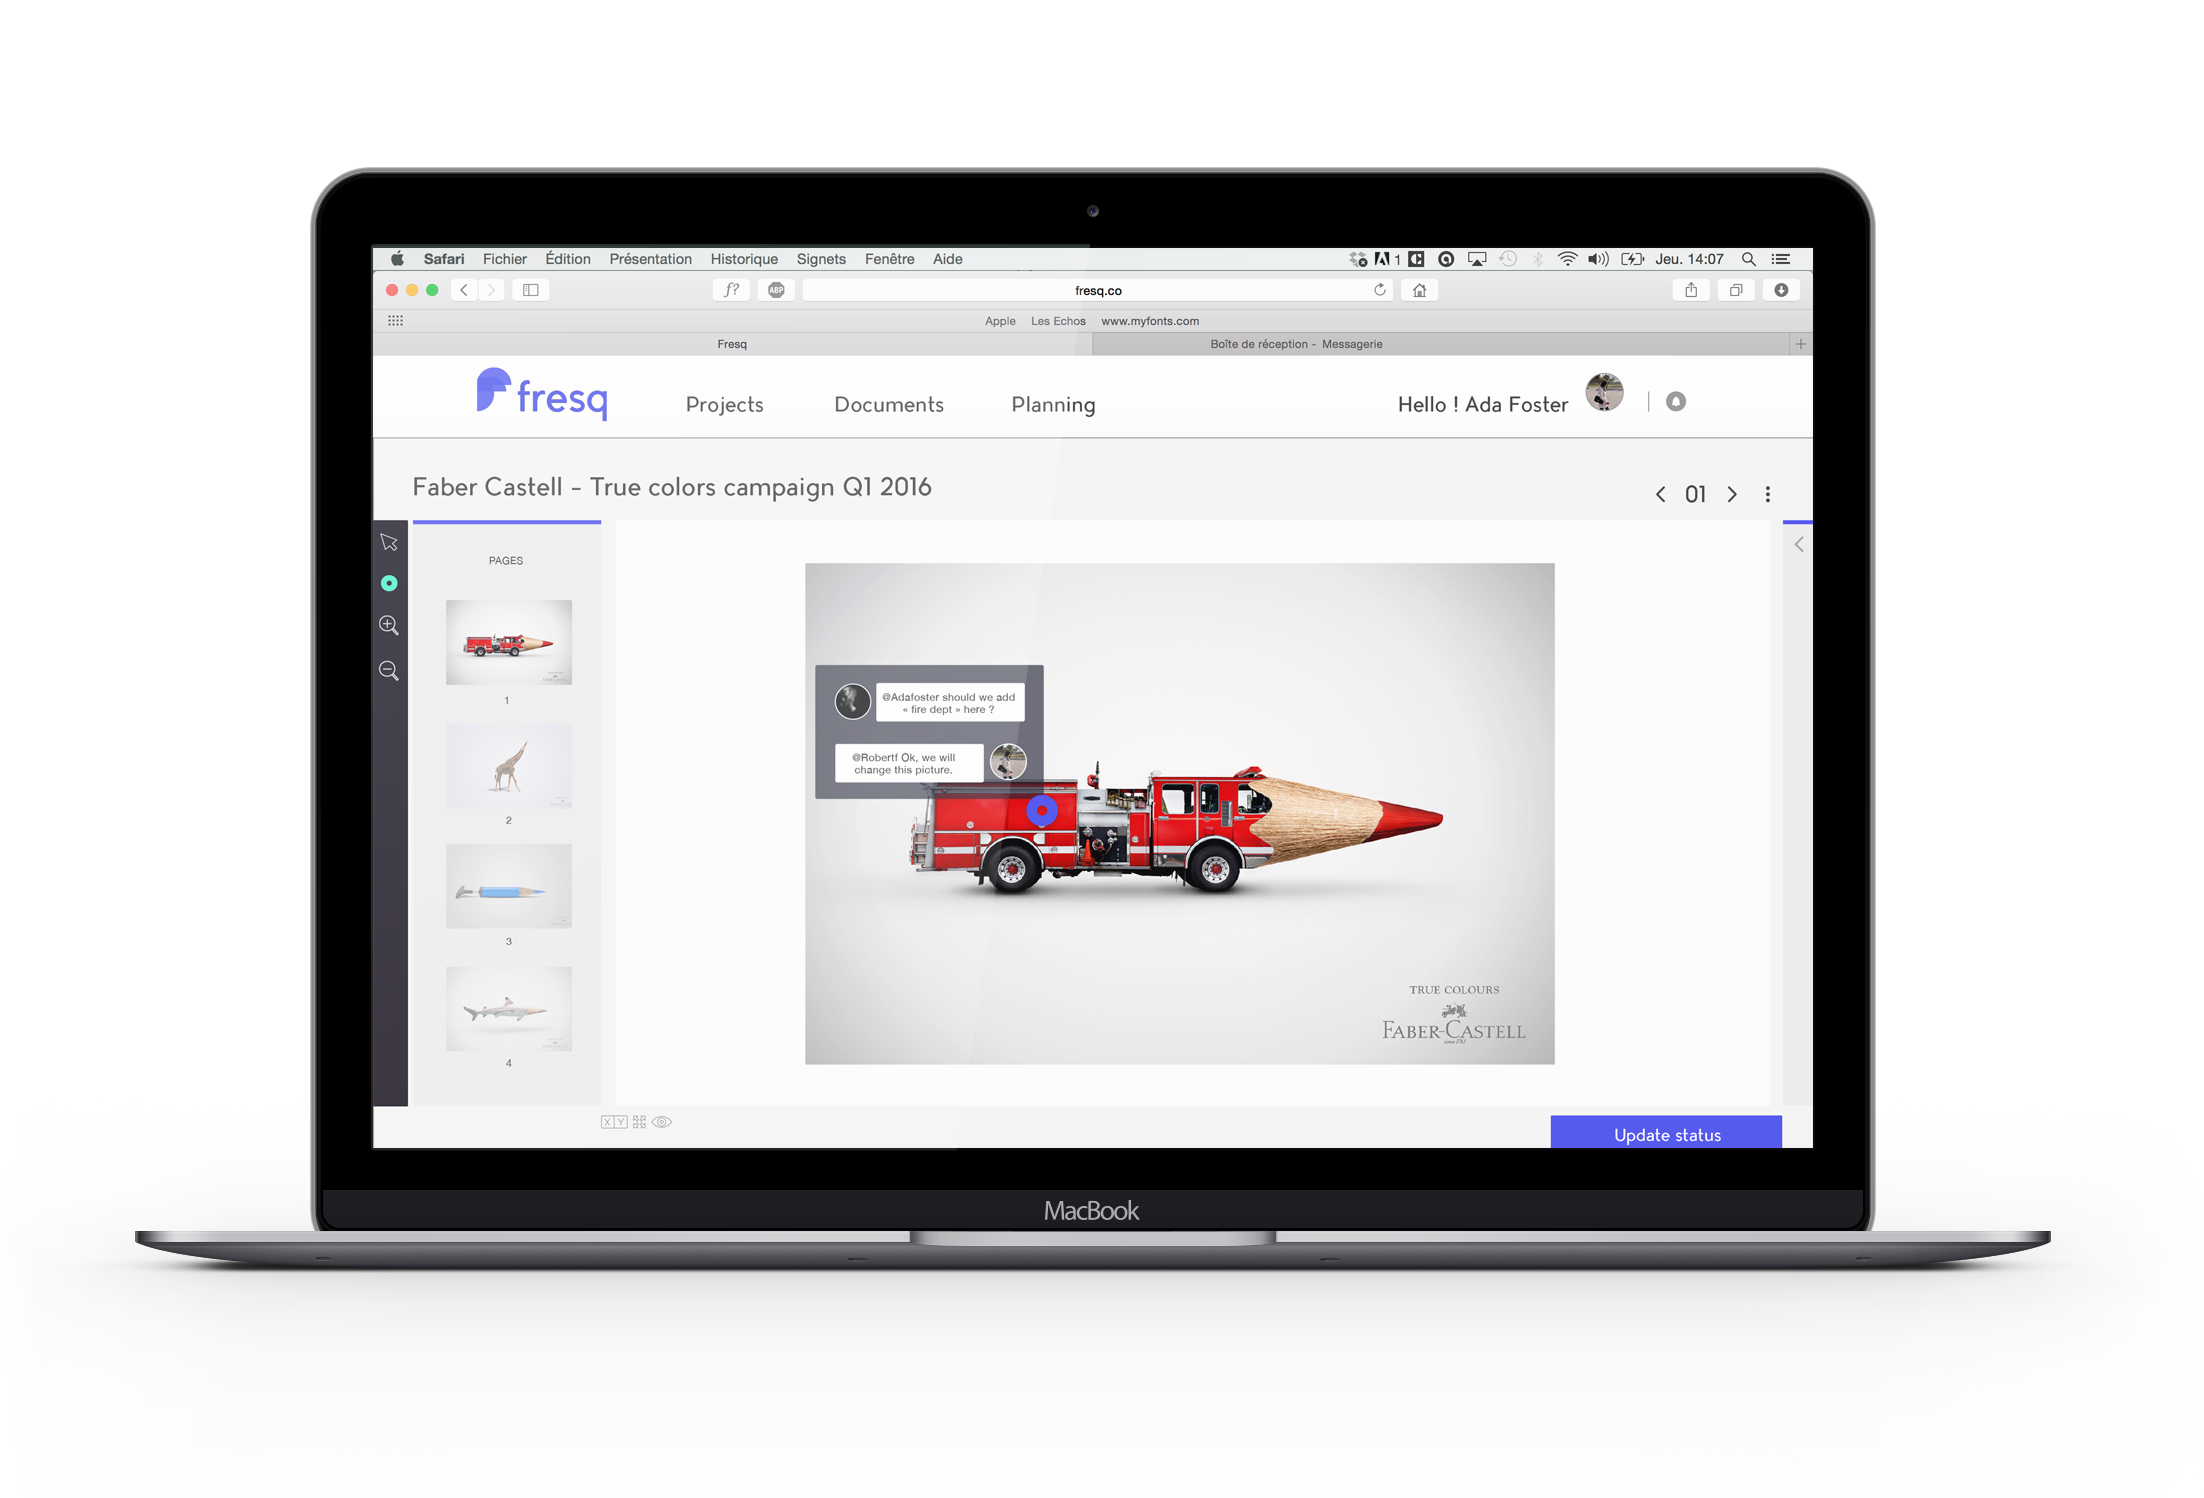 Safari Fichier Édition Présentation Historique Signets Fenêtre Aide 1 Jeu. 14:07
f? ABP fresq.co
Apple Les Echos www.myfonts.com
Fresq Boîte de réception - Messagerie +
fresq Projects Documents Planning Hello ! Ada Foster
Faber Castell – True colors campaign Q1 2016 01
PAGES
1
2
3
4
@Adafoster should we add
« fire dept » here ?
@Robertf Ok, we will
change this picture.
TRUE COLOURS
FABER-CASTELL
since 1761
X Y
Update status
MacBook